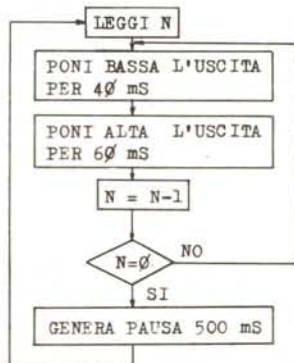 LEGGI N
PONI BASSA L'USCITA
PER 4Ø mS
PONI ALTA L'USCITA
PER 6Ø mS
N = N-1
N=Ø
NO
SI
GENERA PAUSA 500 mS